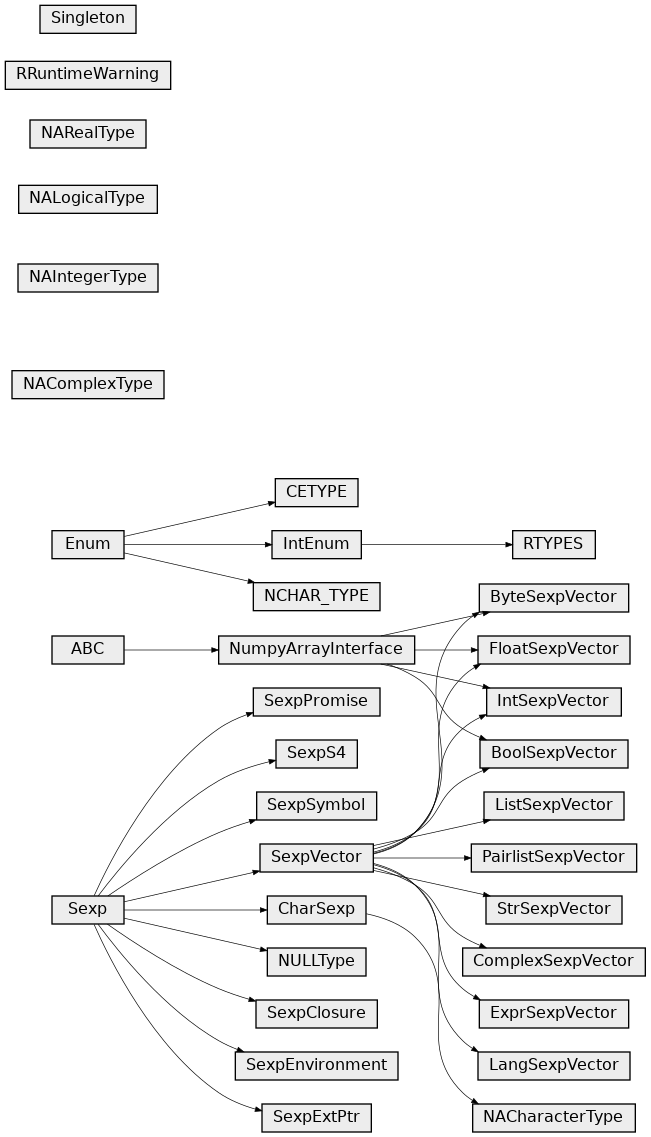 Singleton
RRuntimeWarning
NARealType
NALogicalType
NAIntegerType
NAComplexType
CETYPE
Enum
IntEnum
RTYPES
NCHAR_TYPE
ByteSexpVector
ABC
NumpyArrayInterface
FloatSexpVector
SexpPromise
IntSexpVector
SexpS4
BoolSexpVector
SexpSymbol
ListSexpVector
SexpVector
PairlistSexpVector
Sexp
CharSexp
StrSexpVector
NULLType
ComplexSexpVector
SexpClosure
ExprSexpVector
SexpEnvironment
LangSexpVector
SexpExtPtr
NACharacterType